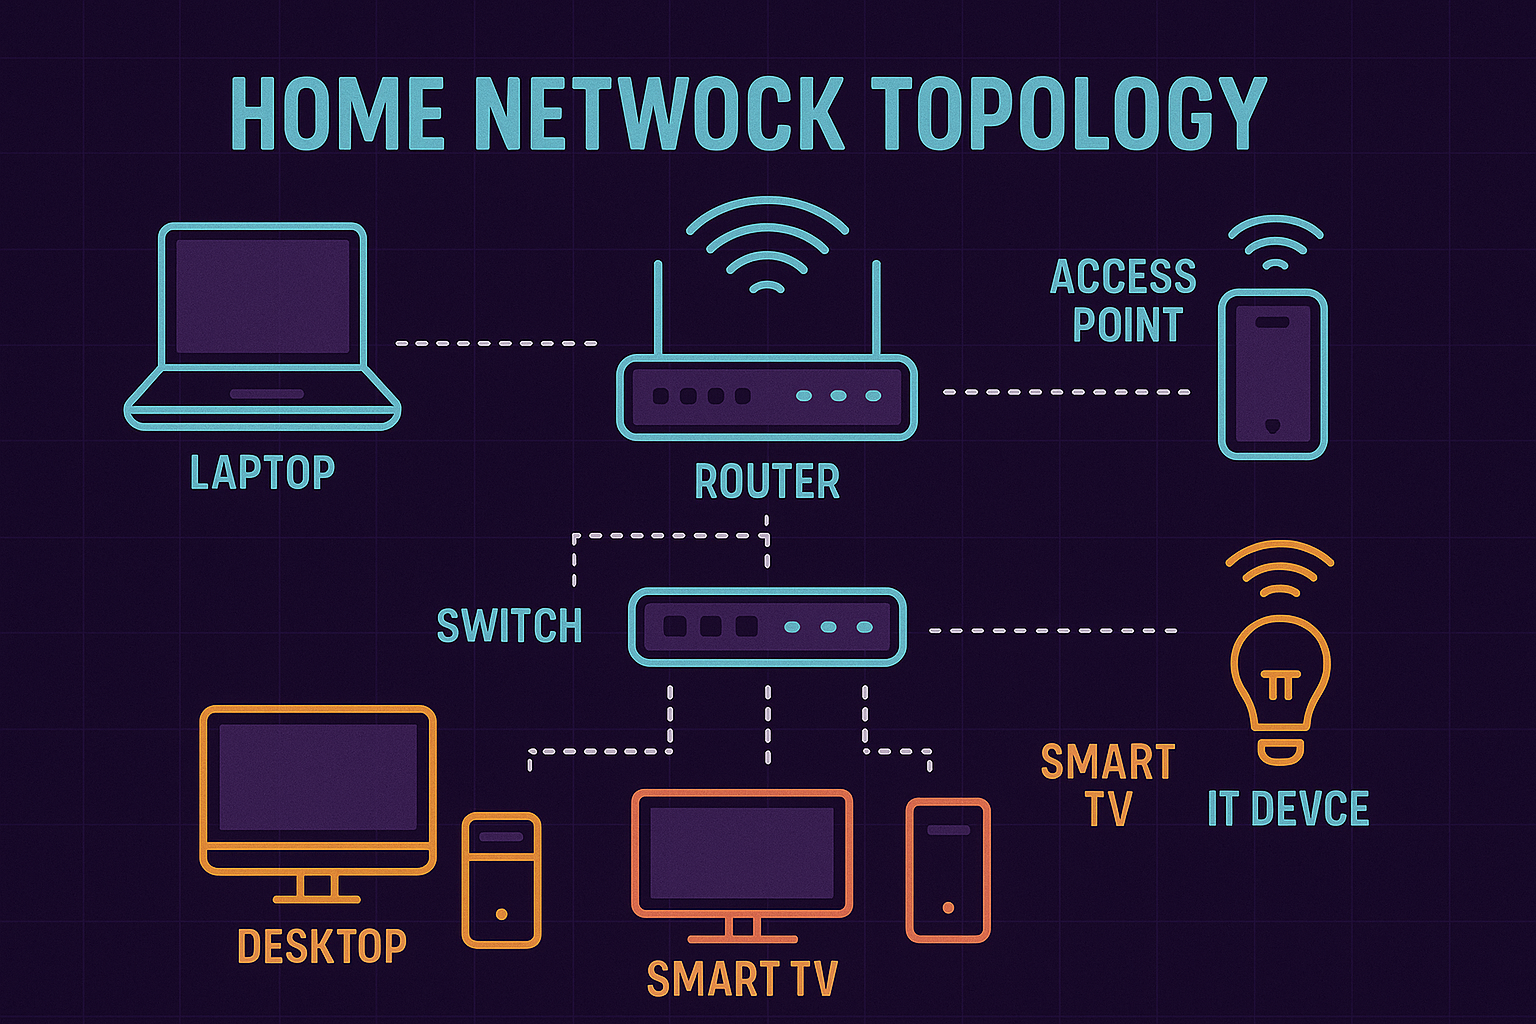 HOME NETWOCK TOPOLOGY
ACCESS
POINT
LAPTOP
ROUTER
SWITCH
SMART
TV
IT DEVCE
DESKTOP
SMART TV